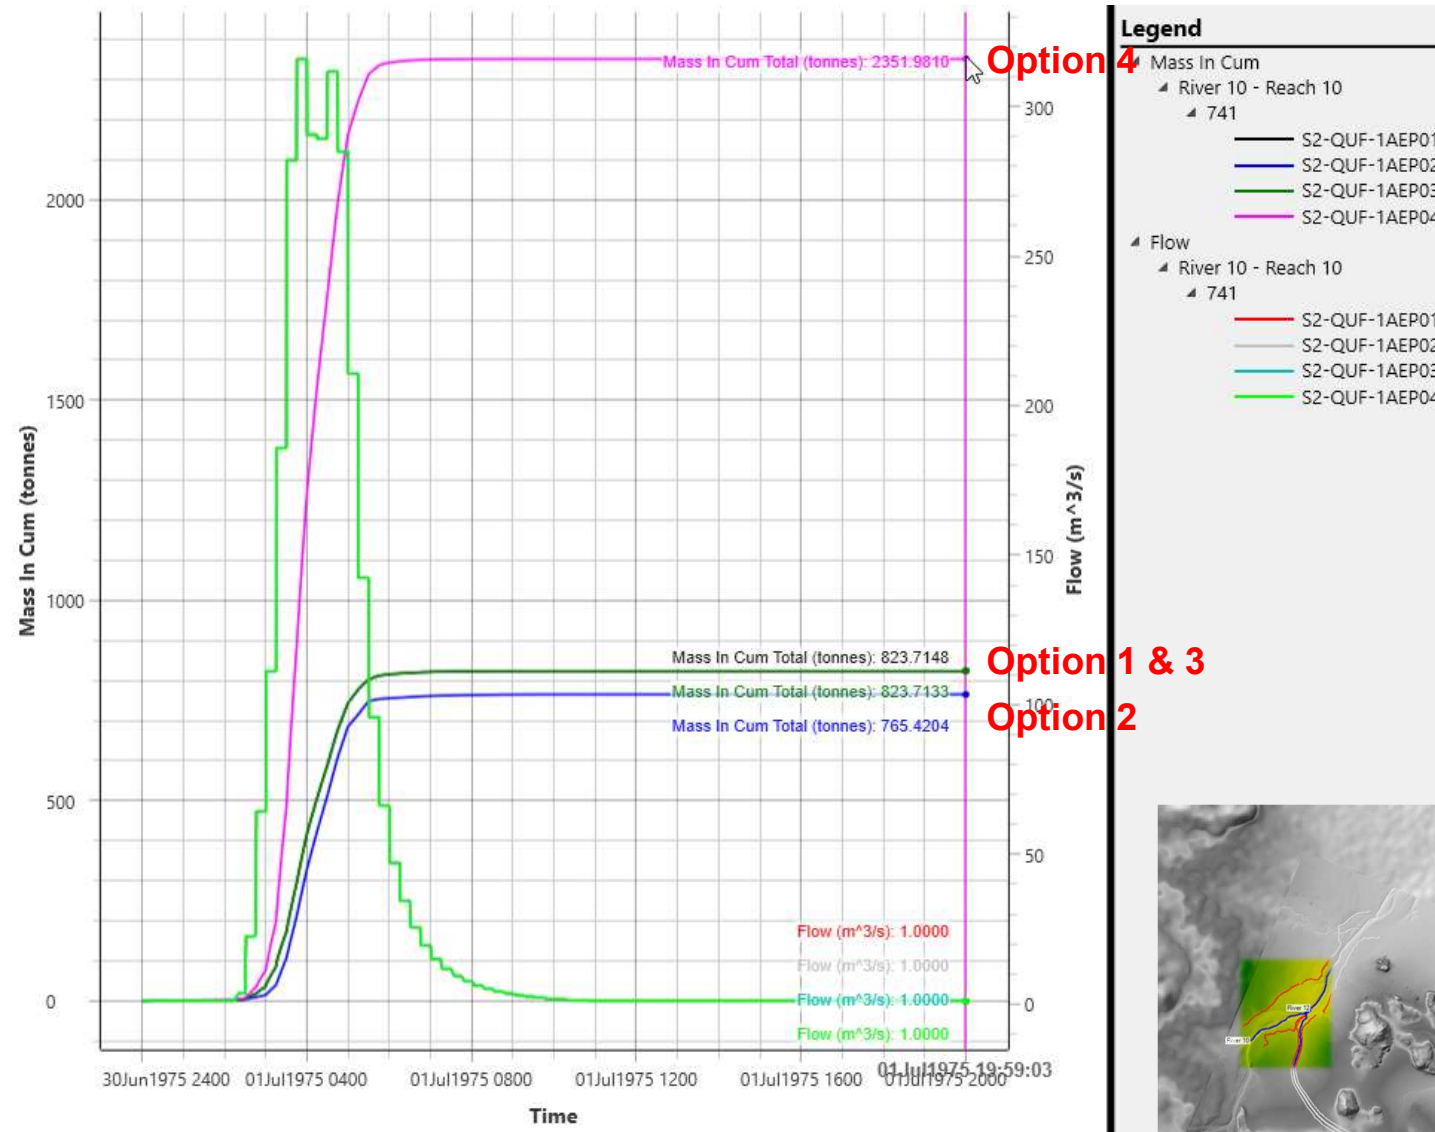 Legend
Mass In Cum
River 10 - Reach 10
741
S2-QUF-1AEP01
S2-QUF-1AEP02
S2-QUF-1AEP03
S2-QUF-1AEP04
Flow
River 10 - Reach 10
741
S2-QUF-1AEP01
S2-QUF-1AEP02
S2-QUF-1AEP03
S2-QUF-1AEP04
Mass In Cum Total (tonnes): 2351.9810
Option 4
Mass In Cum Total (tonnes): 823.7148
Option 1 & 3
Mass In Cum Total (tonnes): 823.7133
Mass In Cum Total (tonnes): 765.4204
Option 2
Flow (m^3/s): 1.0000
Flow (m^3/s): 1.0000
Flow (m^3/s): 1.0000
Flow (m^3/s): 1.0000
Mass In Cum (tonnes)
2000
1500
1000
500
0
Flow (m^3/s)
300
250
200
150
100
50
0
30Jun1975 2400
01Jul1975 0400
01Jul1975 0800
01Jul1975 1200
01Jul1975 1600
01Jul1975 2000
01Jul1975 19:59:03
Time
River 12
River 10